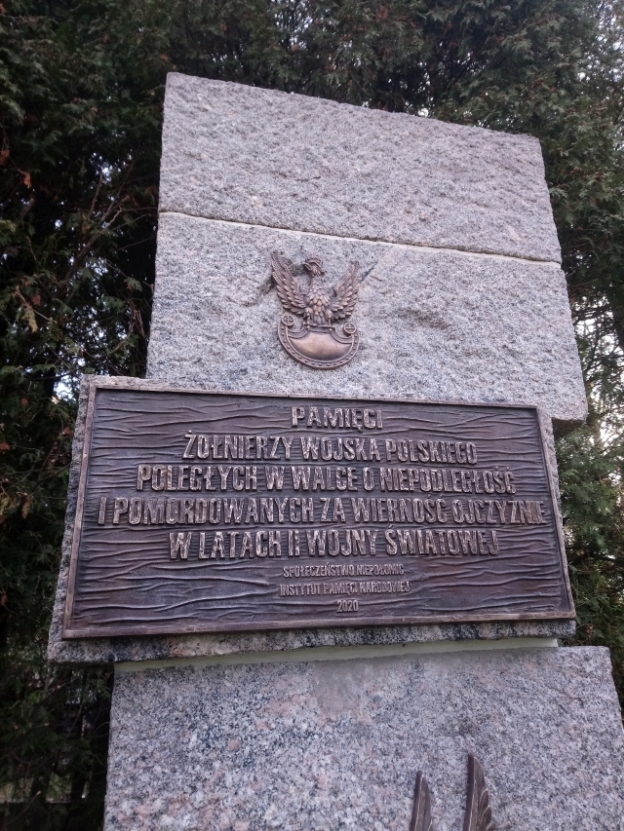 PAMIĘCI
ŻOŁNIERZY WOJSKA POLSKIEGO
POLEGŁYCH W WALCE O NIEPODLEGŁOŚĆ
I POMORDOWANYCH ZA WIERNOŚĆ OJCZYZNIE
W LATACH II WOJNY ŚWIATOWEJ
SPOŁECZEŃSTWO NIEPOŁOMIC
INSTYTUT PAMIĘCI NARODOWEJ
2020